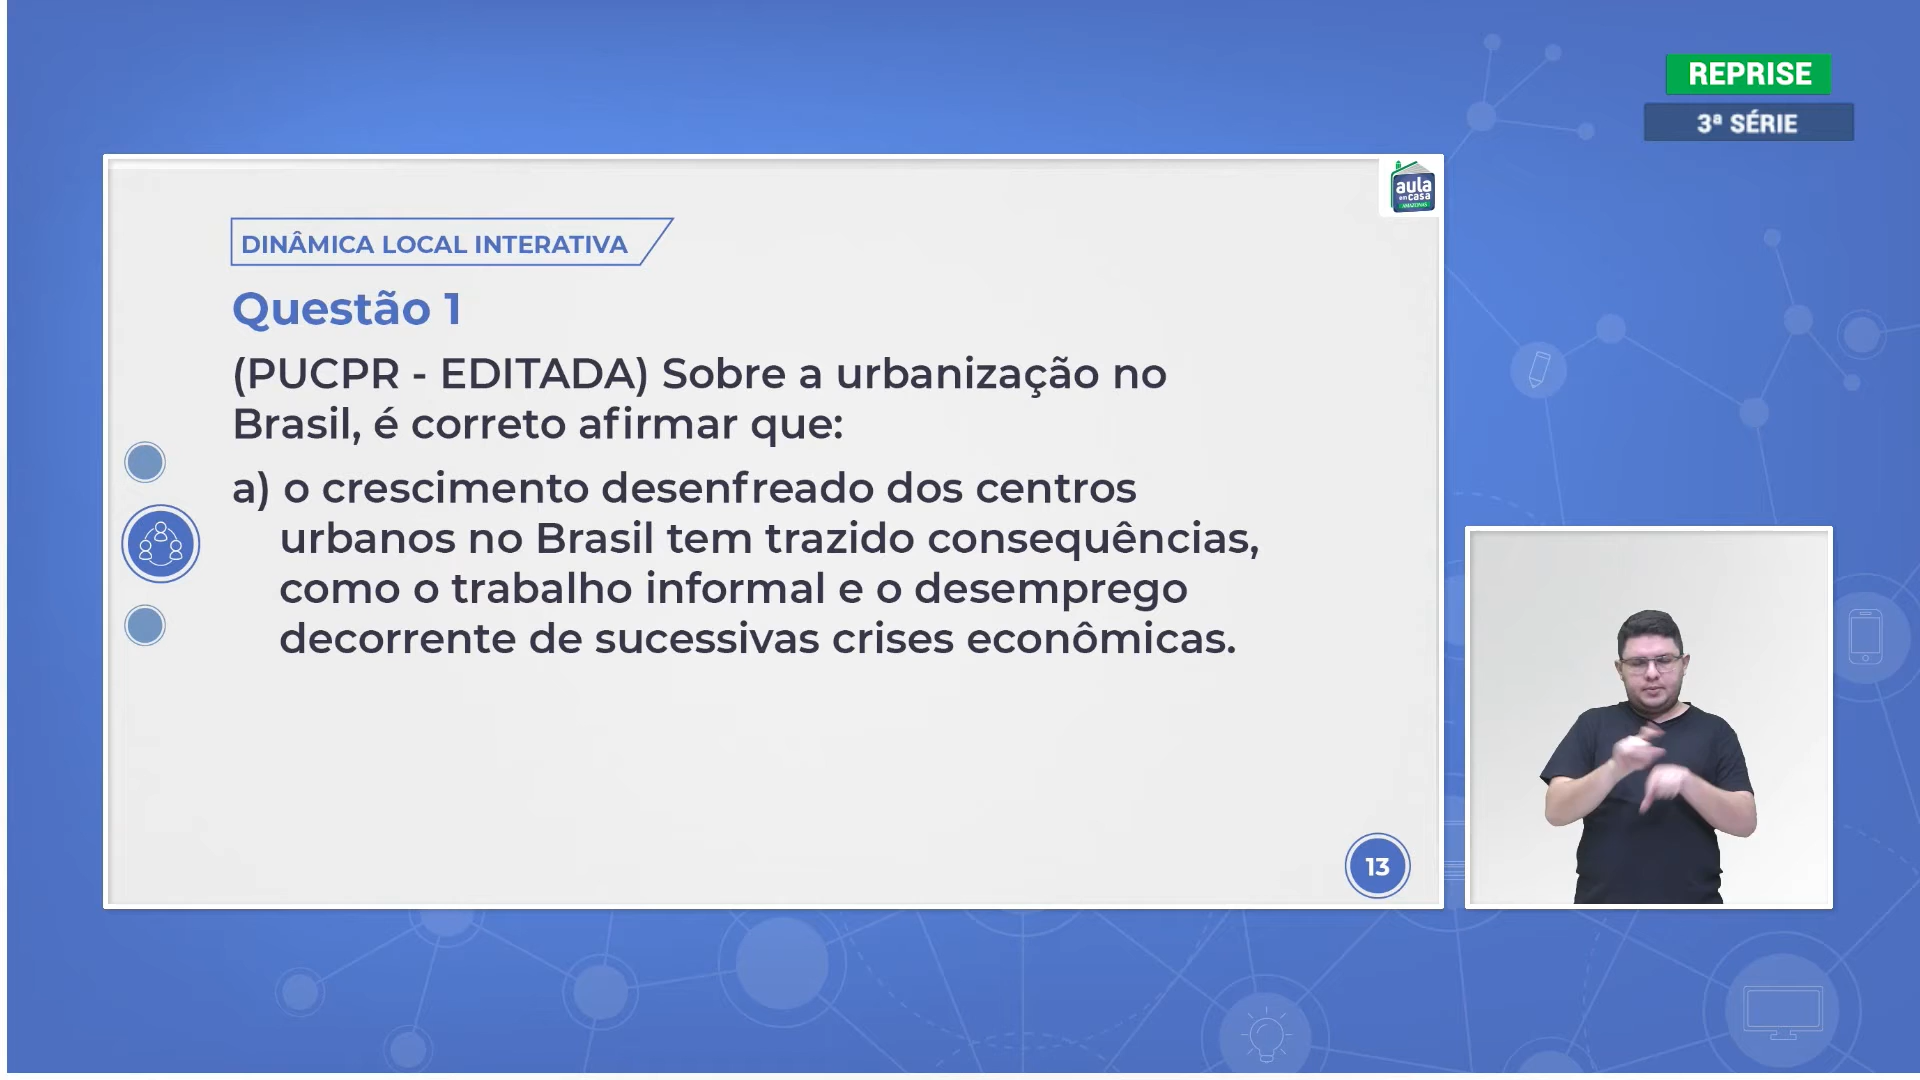 REPRISE
3ª SÉRIE
aula
em casa
AMAZONAS
DINÂMICA LOCAL INTERATIVA
Questão 1
(PUCPR - EDITADA) Sobre a urbanização no
Brasil, é correto afirmar que:
a) o crescimento desenfreado dos centros
urbanos no Brasil tem trazido consequências,
como o trabalho informal e o desemprego
decorrente de sucessivas crises econômicas.
13